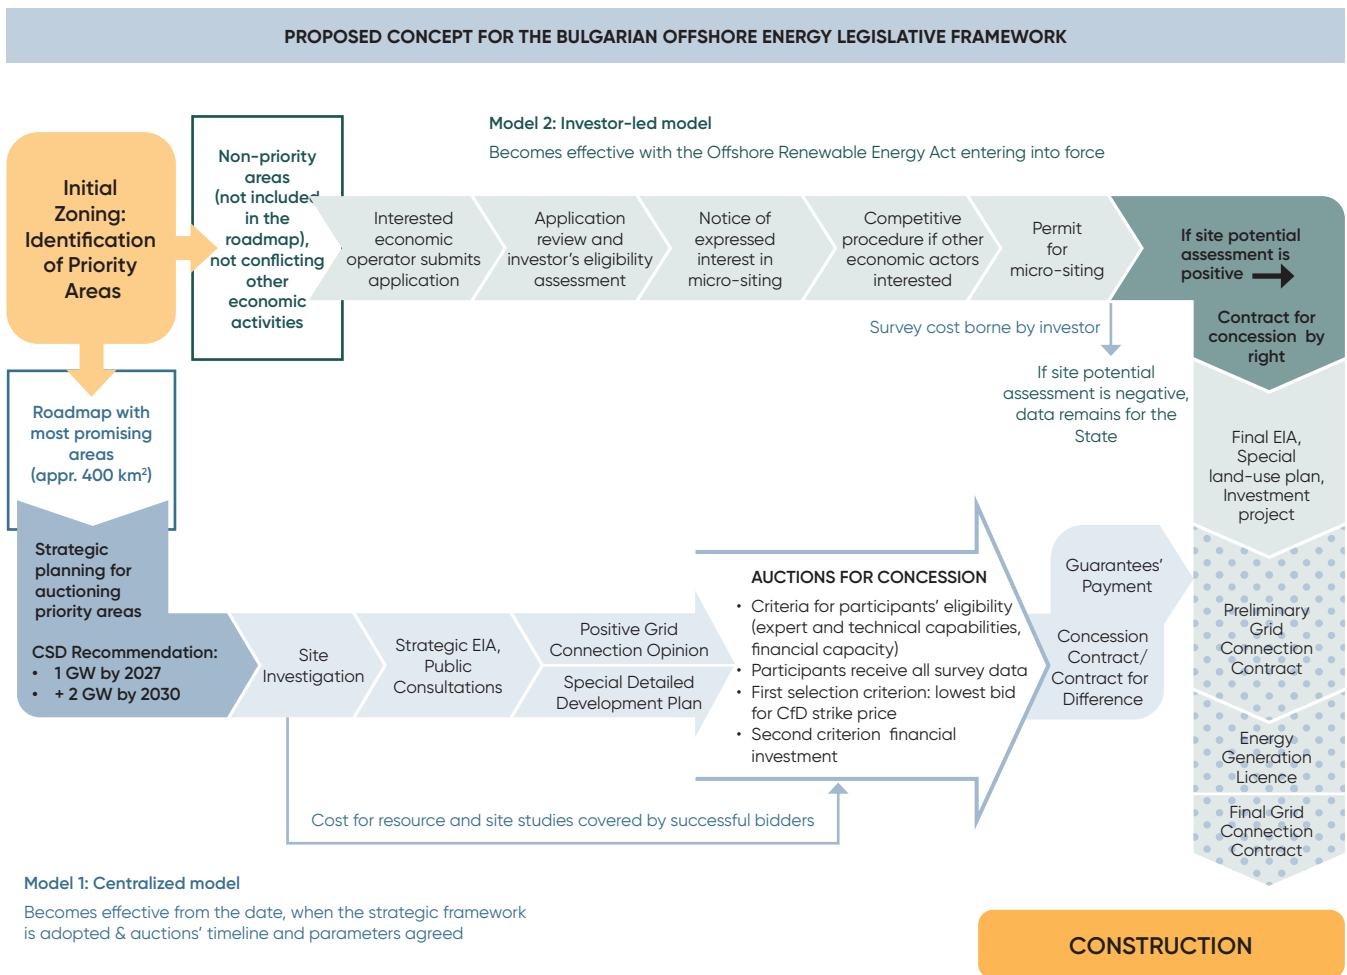 PROPOSED CONCEPT FOR THE BULGARIAN OFFSHORE ENERGY LEGISLATIVE FRAMEWORK
Initial
Zoning:
Identification
of Priority
Areas
Non-priority
areas
(not included
in the
roadmap),
not conflicting
other
economic
activities
Model 2: Investor-led model
Becomes effective with the Offshore Renewable Energy Act entering into force
Interested
economic
operator submits
application
Application
review and
investor's eligibility
assessment
Notice of
expressed
interest in
micro-siting
Competitive
procedure if other
economic actors
interested
Permit
for
micro-siting
If site potential
assessment is
positive
Survey cost borne by investor
If site potential
assessment is negative,
data remains for the
State
Contract for
concession by
right
Final EIA,
Special
land-use plan,
Investment
project
Preliminary
Grid
Connection
Contract
Energy
Generation
Licence
Final Grid
Connection
Contract
Roadmap with
most promising
areas
(appr. 400 km²)
Strategic
planning for
auctioning
priority areas
CSD Recommendation:
• 1 GW by 2027
• + 2 GW by 2030
Site
Investigation
Strategic EIA,
Public
Consultations
Positive Grid
Connection Opinion
Special Detailed
Development Plan
AUCTIONS FOR CONCESSION
• Criteria for participants' eligibility
(expert and technical capabilities,
financial capacity)
• Participants receive all survey data
• First selection criterion: lowest bid
for CfD strike price
• Second criterion financial
investment
Guarantees'
Payment
Concession
Contract/
Contract for
Difference
Cost for resource and site studies covered by successful bidders
Model 1: Centralized model
Becomes effective from the date, when the strategic framework
is adopted & auctions' timeline and parameters agreed
CONSTRUCTION